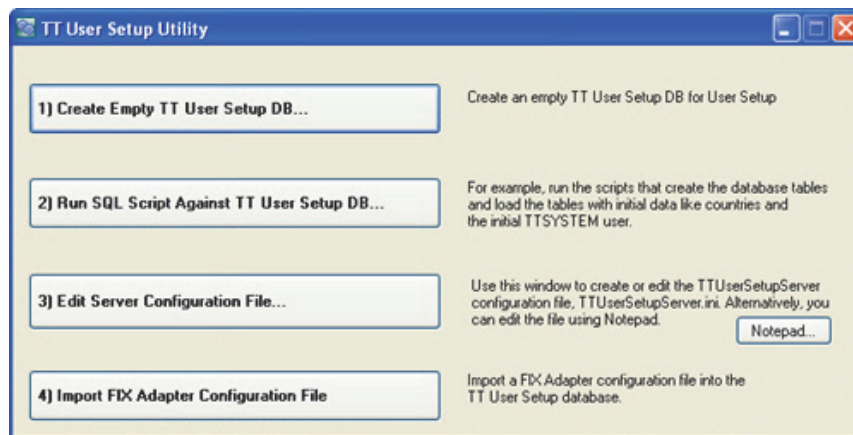 TT User Setup Utility
1) Create Empty TT User Setup DB...
Create an empty TT User Setup DB for User Setup
2) Run SQL Script Against TT User Setup DB...
For example, run the scripts that create the database tables
and load the tables with initial data like countries and
the initial TTSYSTEM user.
3) Edit Server Configuration File...
Use this window to create or edit the TTUserSetupServer
configuration file, TTUserSetupServer.ini. Alternatively, you
can edit the file using Notepad.
Notepad...
4) Import FIX Adapter Configuration File
Import a FIX Adapter configuration file into the
TT User Setup database.